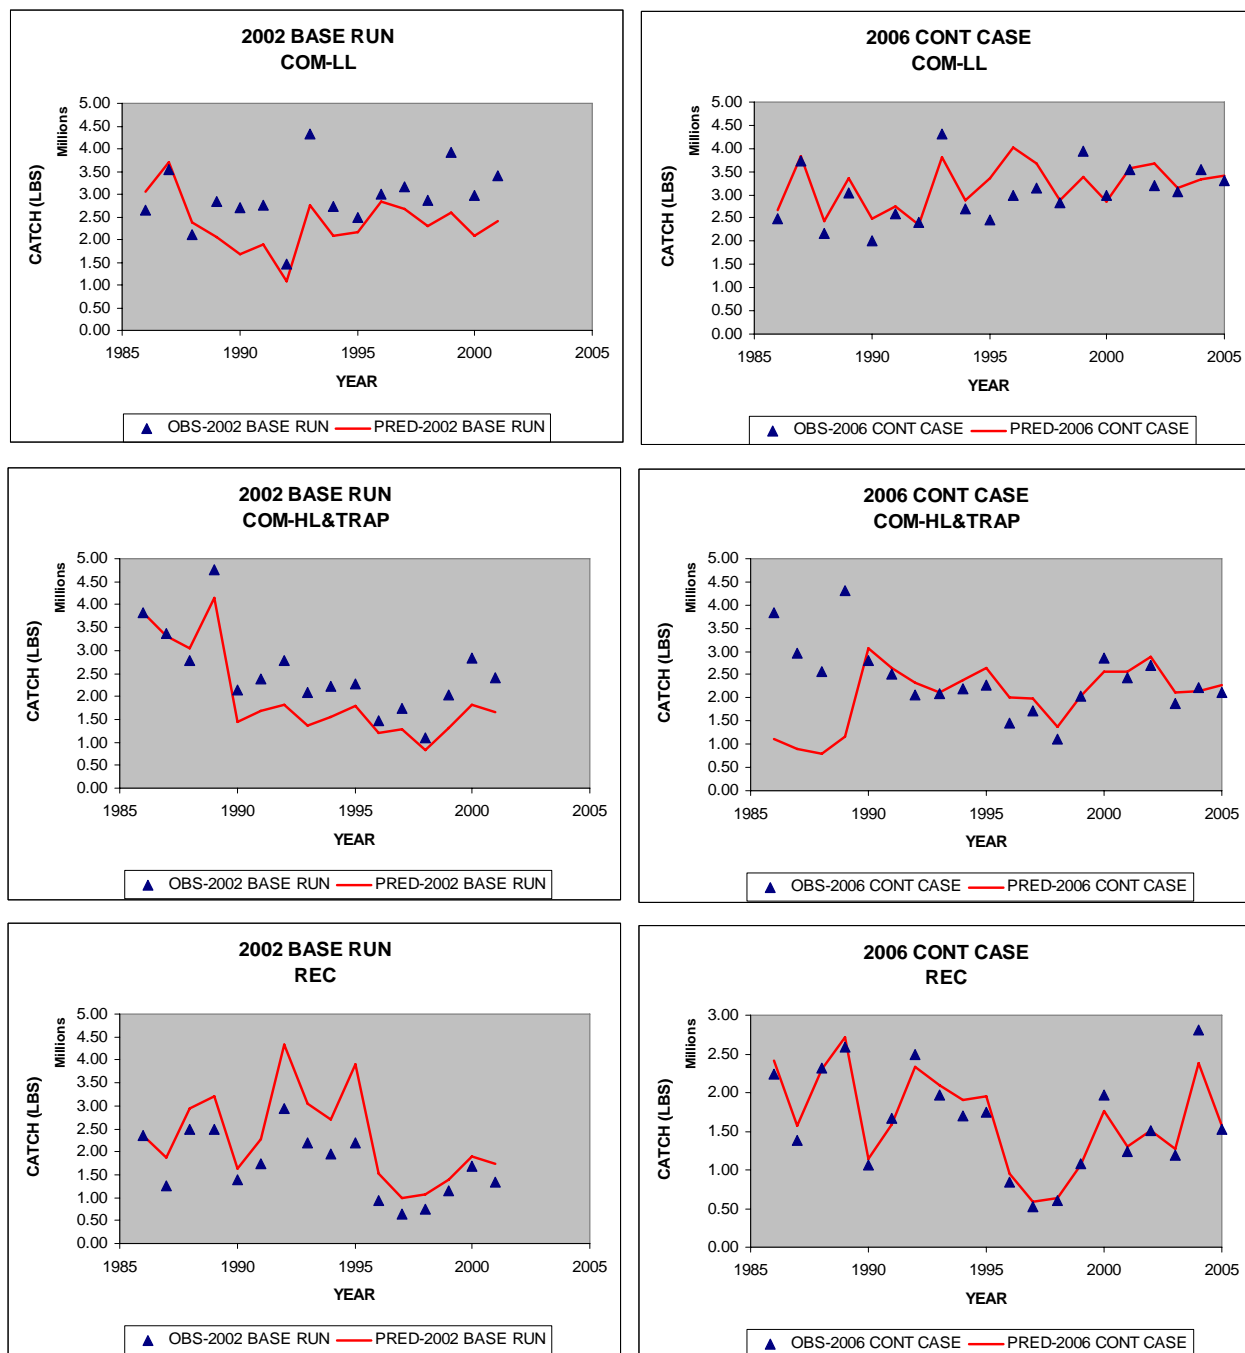 2002 BASE RUN
COM-LL
Millions
CATCH (LBS)
5.00
4.50
4.00
3.50
3.00
2.50
2.00
1.50
1.00
0.50
0.00
1985 1990 1995 2000 2005
YEAR
OBS-2002 BASE RUN PRED-2002 BASE RUN
2006 CONT CASE
COM-LL
Millions
CATCH (LBS)
5.00
4.50
4.00
3.50
3.00
2.50
2.00
1.50
1.00
0.50
0.00
1985 1990 1995 2000 2005
YEAR
OBS-2006 CONT CASE PRED-2006 CONT CASE
2002 BASE RUN
COM-HL&TRAP
Millions
CATCH (LBS)
5.00
4.50
4.00
3.50
3.00
2.50
2.00
1.50
1.00
0.50
0.00
1985 1990 1995 2000 2005
YEAR
OBS-2002 BASE RUN PRED-2002 BASE RUN
2006 CONT CASE
COM-HL&TRAP
Millions
CATCH (LBS)
5.00
4.50
4.00
3.50
3.00
2.50
2.00
1.50
1.00
0.50
0.00
1985 1990 1995 2000 2005
YEAR
OBS-2006 CONT CASE PRED-2006 CONT CASE
2002 BASE RUN
REC
Millions
CATCH (LBS)
5.00
4.50
4.00
3.50
3.00
2.50
2.00
1.50
1.00
0.50
0.00
1985 1990 1995 2000 2005
YEAR
OBS-2002 BASE RUN PRED-2002 BASE RUN
2006 CONT CASE
REC
Millions
CATCH (LBS)
3.00
2.50
2.00
1.50
1.00
0.50
0.00
1985 1990 1995 2000 2005
YEAR
OBS-2006 CONT CASE PRED-2006 CONT CASE